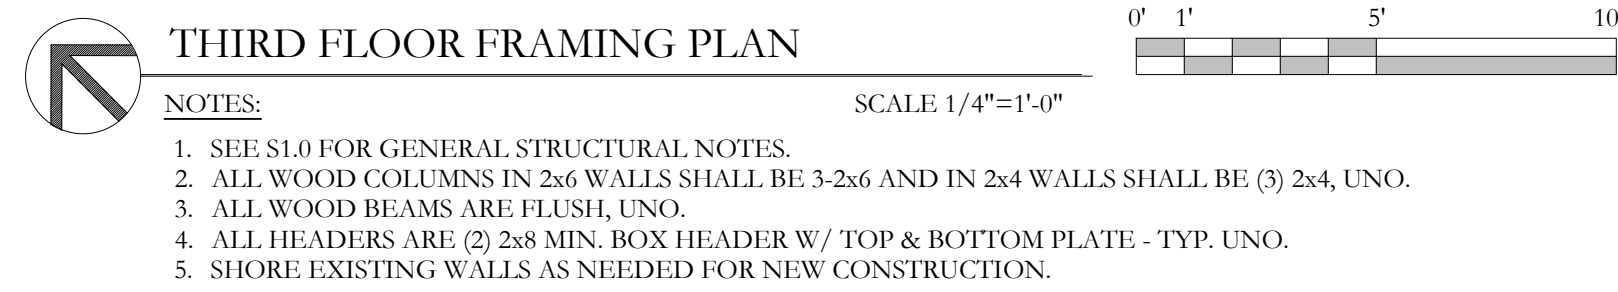 0' 1' 5' 10
THIRD FLOOR FRAMING PLAN
NOTES: SCALE 1/4"=1'-0"
1. SEE S1.0 FOR GENERAL STRUCTURAL NOTES.
2. ALL WOOD COLUMNS IN 2x6 WALLS SHALL BE 3-2x6 AND IN 2x4 WALLS SHALL BE (3) 2x4, UNO.
3. ALL WOOD BEAMS ARE FLUSH, UNO.
4. ALL HEADERS ARE (2) 2x8 MIN. BOX HEADER W/ TOP & BOTTOM PLATE - TYP. UNO.
5. SHORE EXISTING WALLS AS NEEDED FOR NEW CONSTRUCTION.